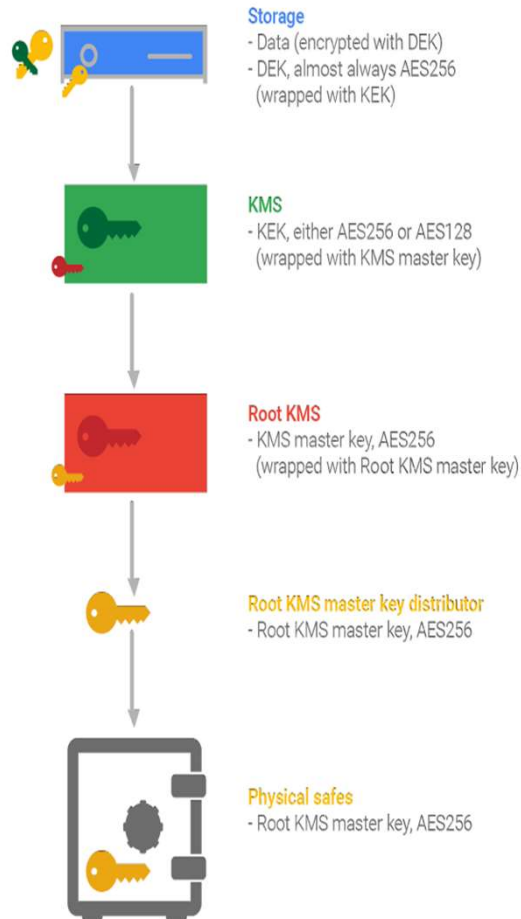 Storage
- Data (encrypted with DEK)
- DEK, almost always AES256
(wrapped with KEK)
KMS
- KEK, either AES256 or AES128
(wrapped with KMS master key)
Root KMS
- KMS master key, AES256
(wrapped with Root KMS master key)
Root KMS master key distributor
- Root KMS master key, AES256
Physical safes
- Root KMS master key, AES256